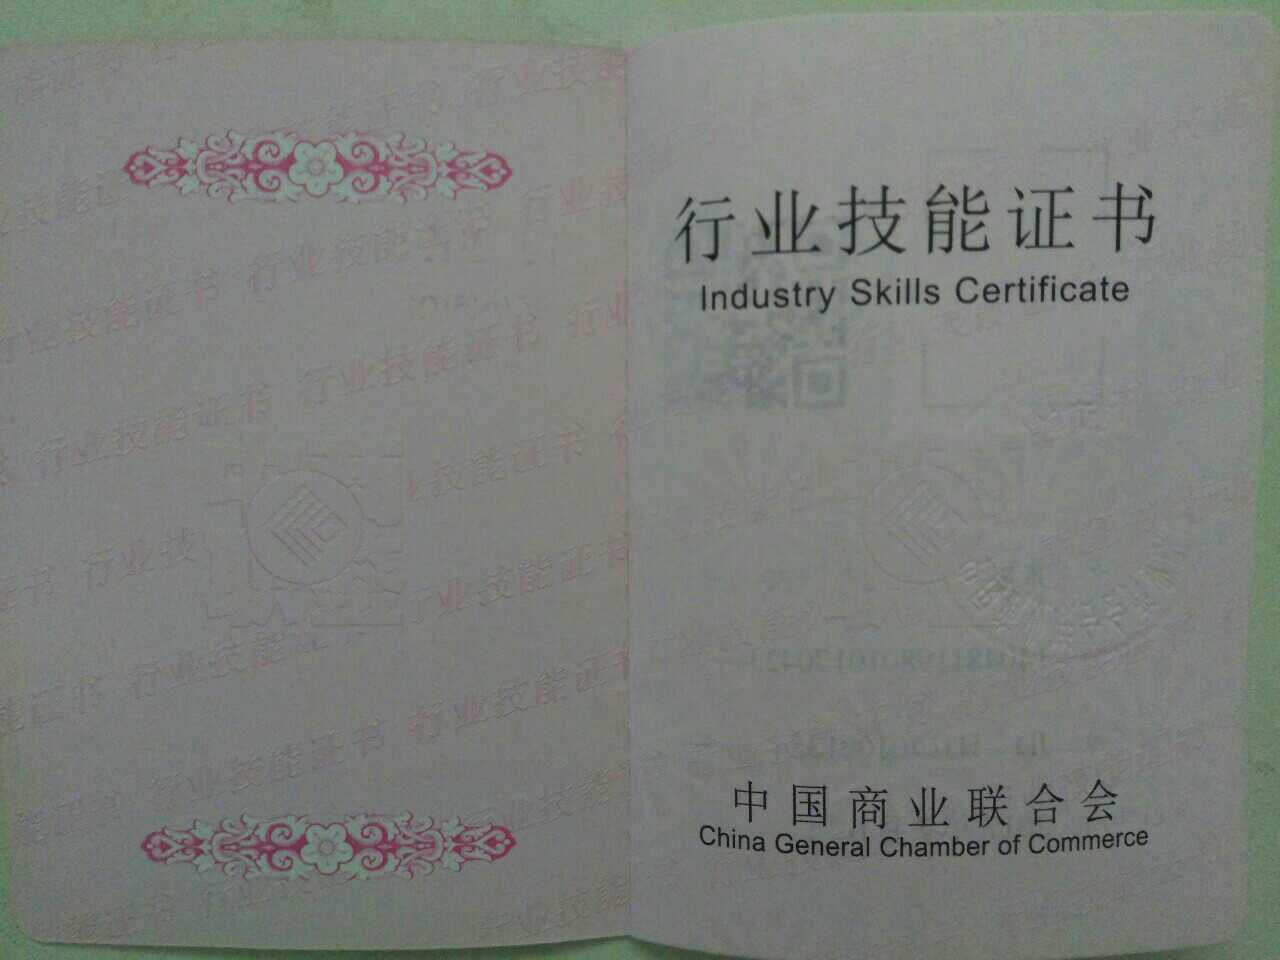 行业技能证书
Industry Skills Certificate
中国商业联合会
China General Chamber of Commerce